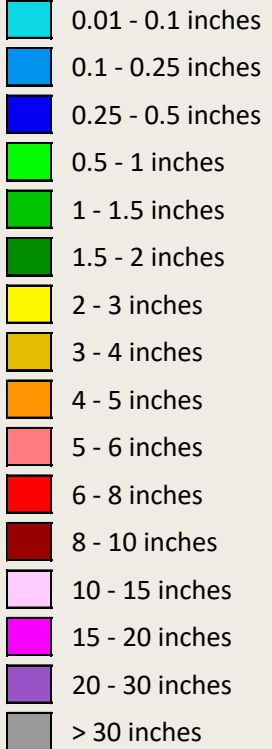 0.01 - 0.1 inches
0.1 - 0.25 inches
0.25 - 0.5 inches
0.5 - 1 inches
1 - 1.5 inches
1.5 - 2 inches
2 - 3 inches
3 - 4 inches
4 - 5 inches
5 - 6 inches
6 - 8 inches
8 - 10 inches
10 - 15 inches
15 - 20 inches
20 - 30 inches
> 30 inches